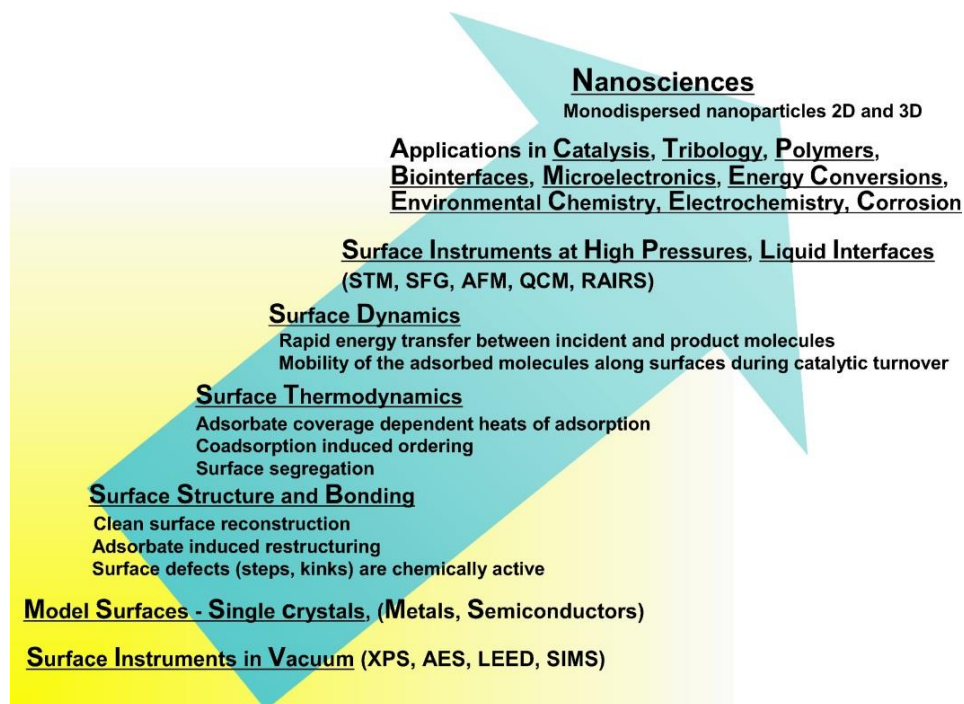 Nanosciences
Monodispersed nanoparticles 2D and 3D
Applications in Catalysis, Tribology, Polymers,
Biointerfaces, Microelectronics, Energy Conversions,
Environmental Chemistry, Electrochemistry, Corrosion
Surface Instruments at High Pressures, Liquid Interfaces
(STM, SFG, AFM, QCM, RAIRS)
Surface Dynamics
Rapid energy transfer between incident and product molecules
Mobility of the adsorbed molecules along surfaces during catalytic turnover
Surface Thermodynamics
Adsorbate coverage dependent heats of adsorption
Coadsorption induced ordering
Surface segregation
Surface Structure and Bonding
Clean surface reconstruction
Adsorbate induced restructuring
Surface defects (steps, kinks) are chemically active
Model Surfaces - Single crystals, (Metals, Semiconductors)
Surface Instruments in Vacuum (XPS, AES, LEED, SIMS)